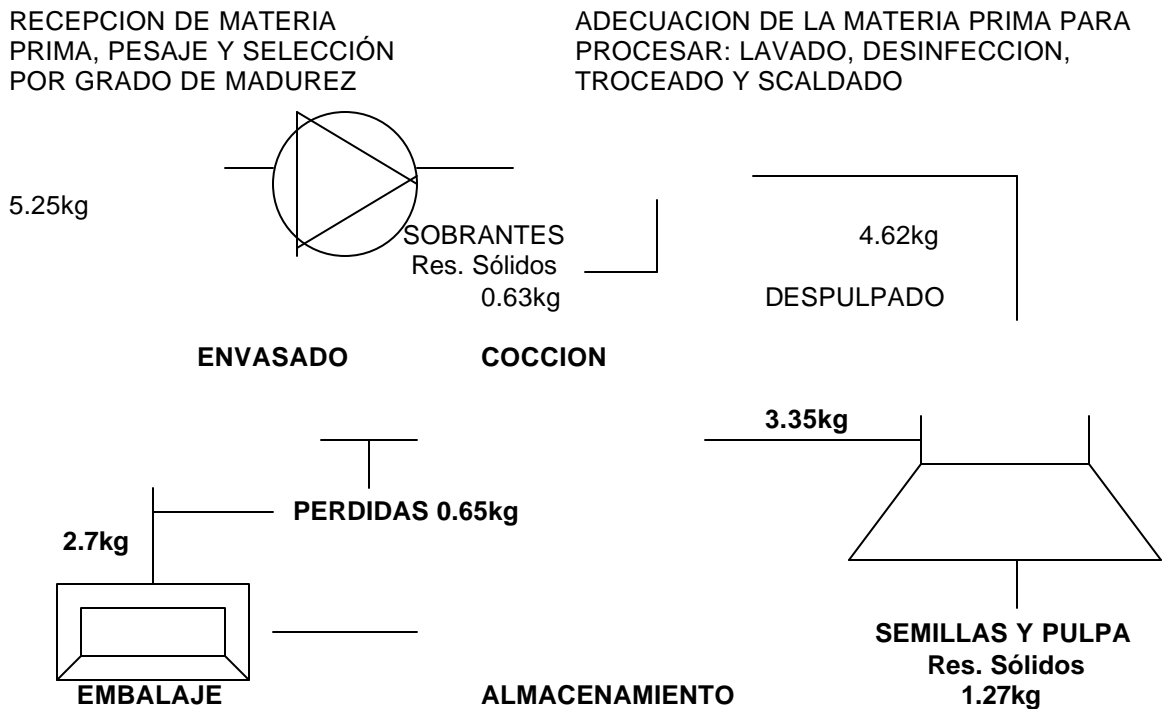 RECEPCION DE MATERIA
PRIMA, PESAJE Y SELECCIÓN
POR GRADO DE MADUREZ
ADECUACION DE LA MATERIA PRIMA PARA
PROCESAR: LAVADO, DESINFECCION,
TROCEADO Y SCALDADO
5.25kg
SOBRANTES
Res. Sólidos
0.63kg
4.62kg
DESPULPADO
ENVASADO
COCCION
3.35kg
PERDIDAS 0.65kg
2.7kg
SEMILLAS Y PULPA
Res. Sólidos
1.27kg
EMBALAJE
ALMACENAMIENTO